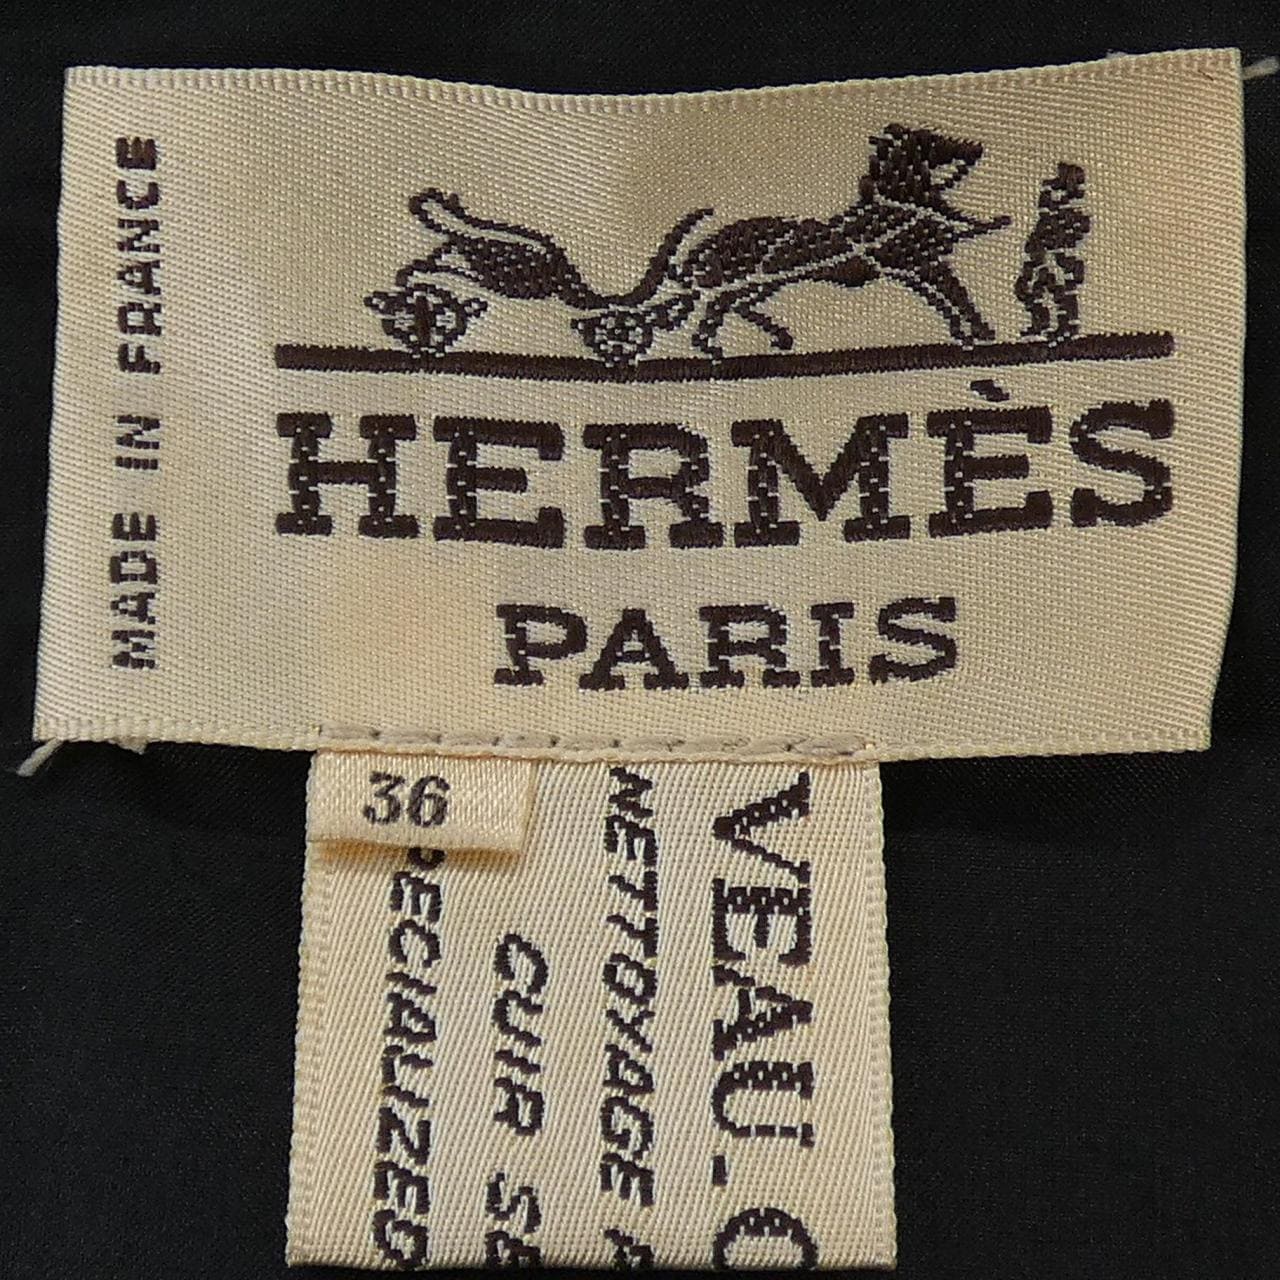 MADE IN FRANCE
HERMÈS
PARIS
36
VEAU-
NETTOYAGE
CUIR